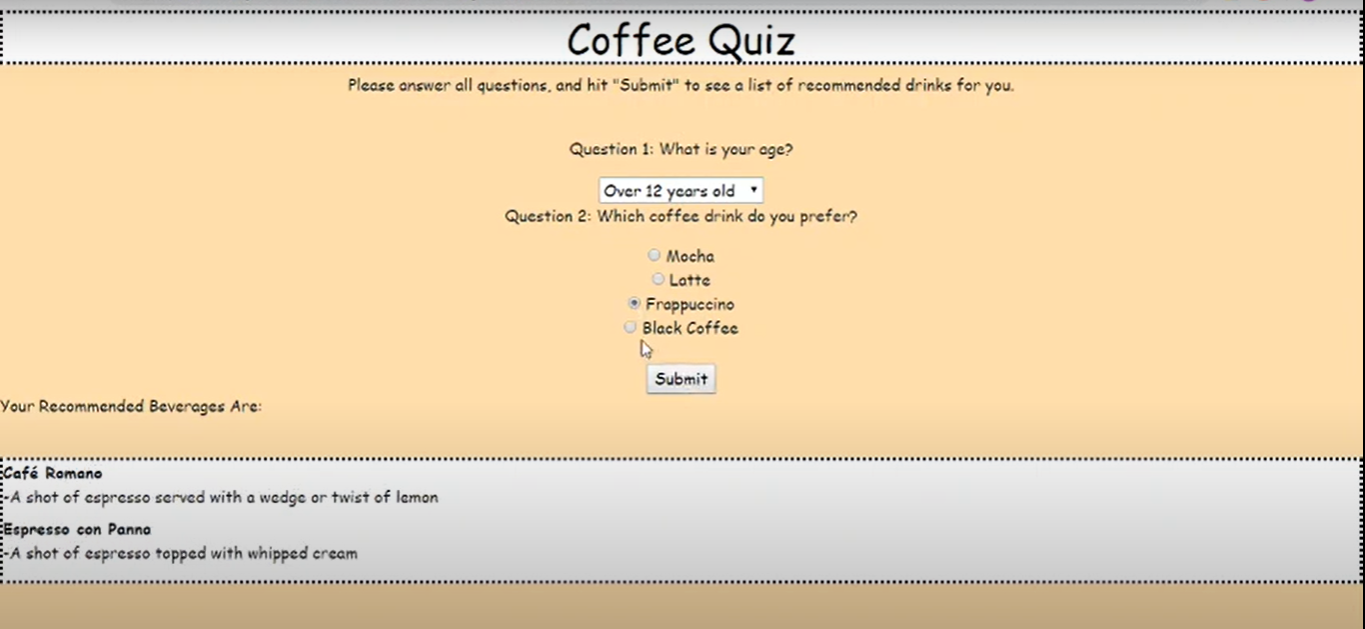 Coffee Quiz
Please answer all questions, and hit "Submit" to see a list of recommended drinks for you.
Question 1: What is your age?
Over 12 years old
Question 2: Which coffee drink do you prefer?
Mocha
Latte
Frappuccino
Black Coffee
Submit
Your Recommended Beverages Are:
Café Romano
-A shot of espresso served with a wedge or twist of lemon
Espresso con Panna
-A shot of espresso topped with whipped cream